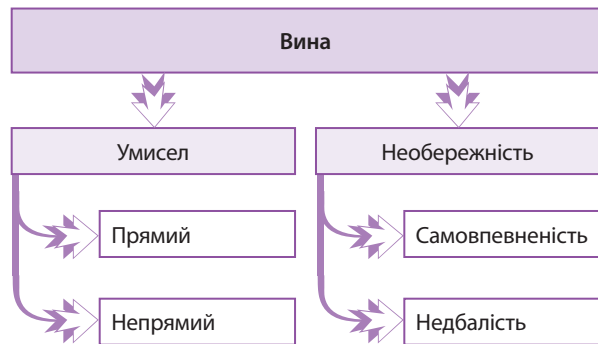 Вина
Умисел
Необережність
Прямий
Самовпевненість
Непрямий
Недбалість